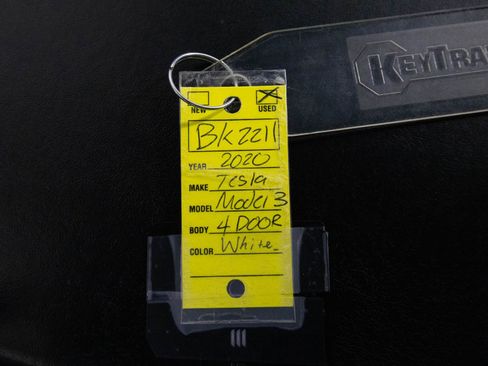 KEYTRA
NEW USED
BK2211
YEAR 2020
MAKE Tesla
MODEL Model 3
BODY 4 DOOR
COLOR White